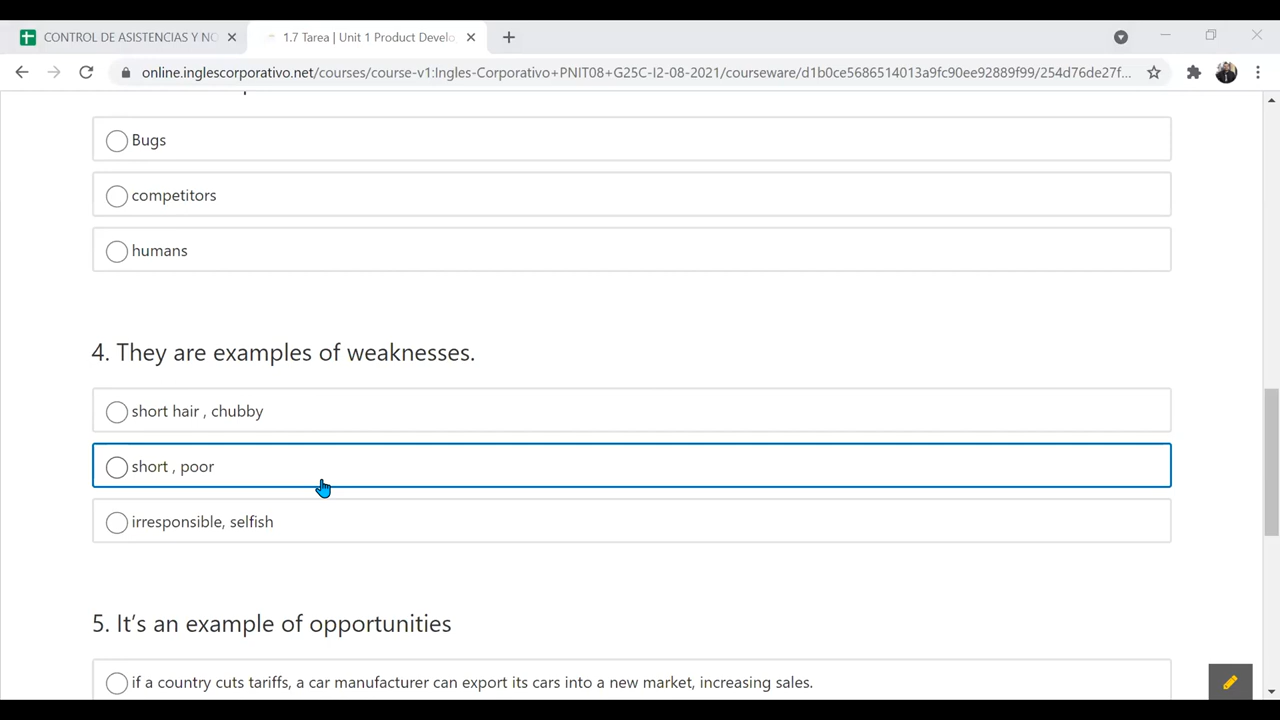 CONTROL DE ASISTENCIAS Y NO
1.7 Tarea | Unit 1 Product Develo
online.inglescorporativo.net/courses/course-v1:Ingles-Corporativo+PNIT08+G25C-I2-08-2021/courseware/d1b0ce5686514013a9fc90ee92889f99/254d76de27f...
Bugs
competitors
humans
4. They are examples of weaknesses.
short hair , chubby
short , poor
irresponsible, selfish
5. It’s an example of opportunities
if a country cuts tariffs, a car manufacturer can export its cars into a new market, increasing sales.